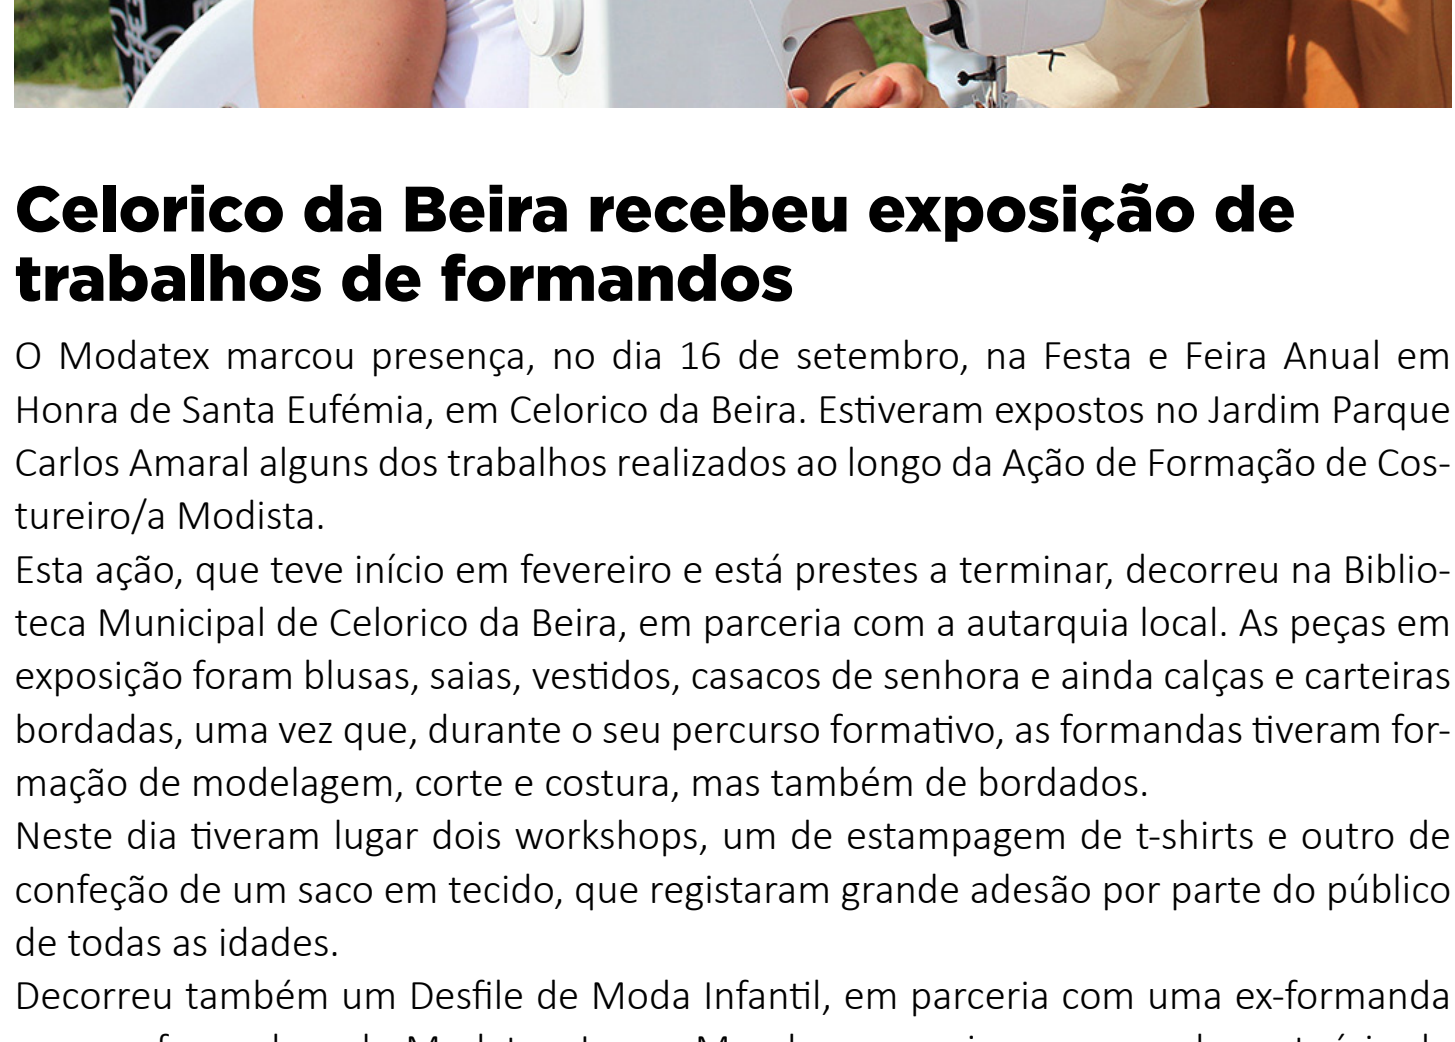 Celorico da Beira recebeu exposição de
trabalhos de formandos
O Modatex marcou presença, no dia 16 de setembro, na Festa e Feira Anual em
Honra de Santa Eufémia, em Celorico da Beira. Estiveram expostos no Jardim Parque
Carlos Amaral alguns dos trabalhos realizados ao longo da Ação de Formação de Cos-
tureiro/a Modista.
Esta ação, que teve início em fevereiro e está prestes a terminar, decorreu na Biblio-
teca Municipal de Celorico da Beira, em parceria com a autarquia local. As peças em
exposição foram blusas, saias, vestidos, casacos de senhora e ainda calças e carteiras
bordadas, uma vez que, durante o seu percurso formativo, as formandas tiveram for-
mação de modelagem, corte e costura, mas também de bordados.
Neste dia tiveram lugar dois workshops, um de estampagem de t-shirts e outro de
confeção de um saco em tecido, que registaram grande adesão por parte do público
de todas as idades.
Decorreu também um Desfile de Moda Infantil, em parceria com uma ex-formanda